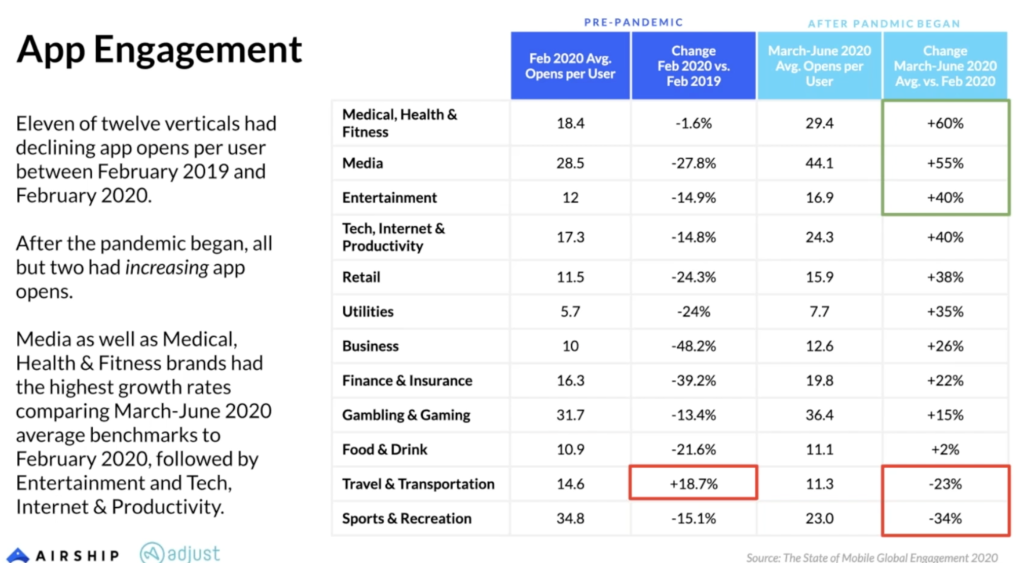 App Engagement
Eleven of twelve verticals had
declining app opens per user
between February 2019 and
February 2020.
After the pandemic began, all
but two had increasing app
opens.
Media as well as Medical,
Health & Fitness brands had
the highest growth rates
comparing March-June 2020
average benchmarks to
February 2020, followed by
Entertainment and Tech,
Internet & Productivity.
AIRSHIP adjust
PRE-PANDEMIC AFTER PANDMIC BEGAN
Feb 2020 Avg. Opens per User Change Feb 2020 vs. Feb 2019 March-June 2020 Avg. Opens per User Change March-June 2020 Avg. vs. Feb 2020
Medical, Health & Fitness 18.4 -1.6% 29.4 +60%
Media 28.5 -27.8% 44.1 +55%
Entertainment 12 -14.9% 16.9 +40%
Tech, Internet & Productivity 17.3 -14.8% 24.3 +40%
Retail 11.5 -24.3% 15.9 +38%
Utilities 5.7 -24% 7.7 +35%
Business 10 -48.2% 12.6 +26%
Finance & Insurance 16.3 -39.2% 19.8 +22%
Gambling & Gaming 31.7 -13.4% 36.4 +15%
Food & Drink 10.9 -21.6% 11.1 +2%
Travel & Transportation 14.6 +18.7% 11.3 -23%
Sports & Recreation 34.8 -15.1% 23.0 -34%
Source: The State of Mobile Global Engagement 2020